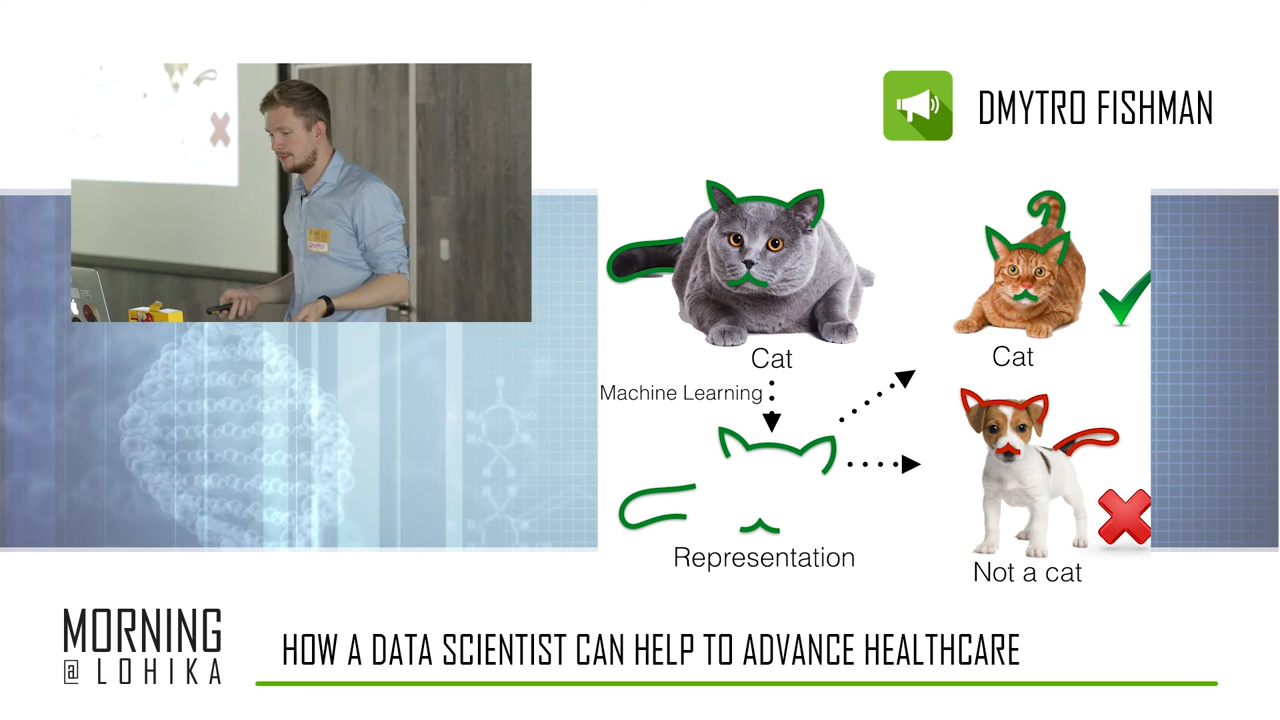 DMYTRO FISHMAN
Cat
Cat
Machine Learning
Representation
Not a cat
MORNING
@ LOHIKA
HOW A DATA SCIENTIST CAN HELP TO ADVANCE HEALTHCARE